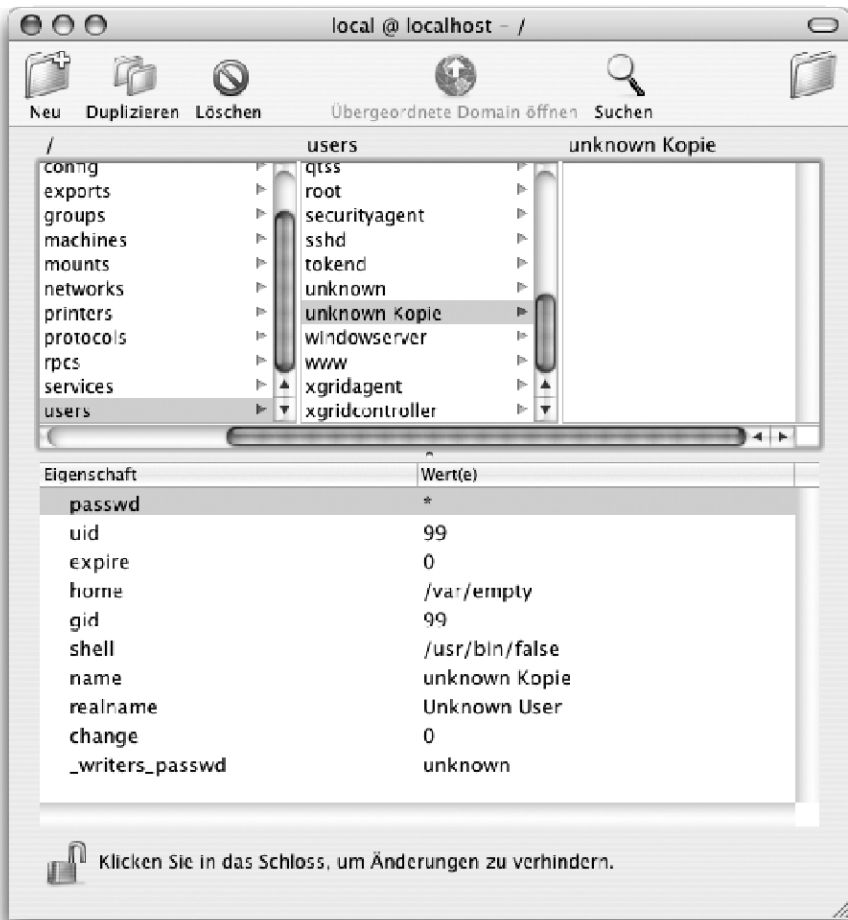 local @ localhost – /
Neu Duplizieren Löschen Übergeordnete Domain öffnen Suchen
/ users unknown Kopie
config qtss
exports root
groups securityagent
machines sshd
mounts tokend
networks unknown
printers unknown Kopie
protocols windowserver
rpcs www
services xgridagent
users xgridcontroller
Eigenschaft Wert(e)
passwd *
uid 99
expire 0
home /var/empty
gid 99
shell /usr/bin/false
name unknown Kopie
realname Unknown User
change 0
_writers_passwd unknown
Klicken Sie in das Schloss, um Änderungen zu verhindern.